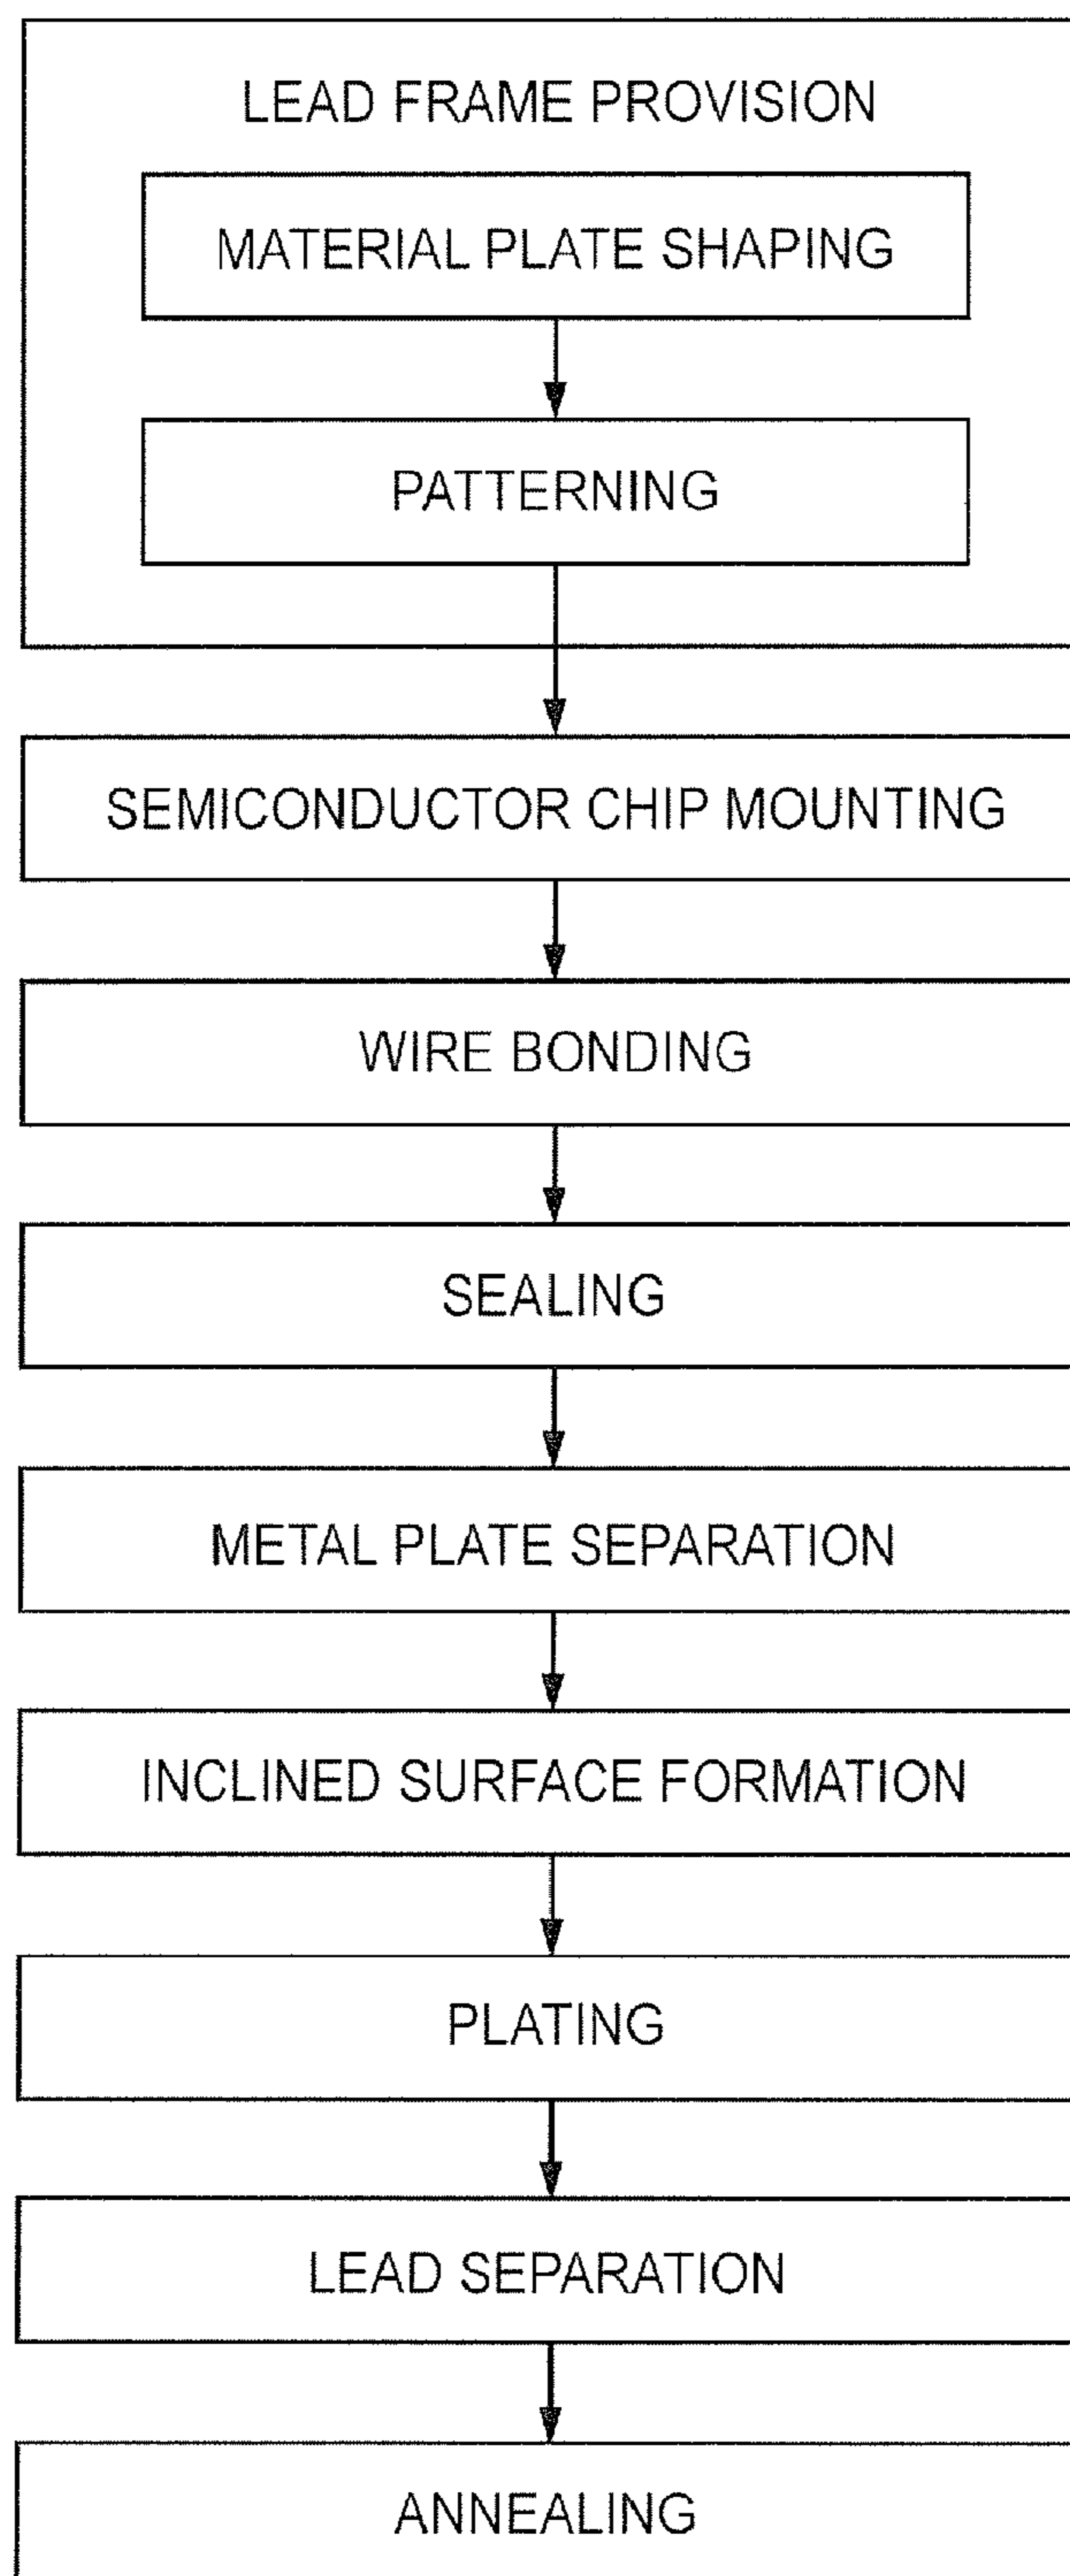 LEAD FRAME PROVISION
MATERIAL PLATE SHAPING
PATTERNING
SEMICONDUCTOR CHIP MOUNTING
WIRE BONDING
SEALING
METAL PLATE SEPARATION
INCLINED SURFACE FORMATION
PLATING
LEAD SEPARATION
ANNEALING